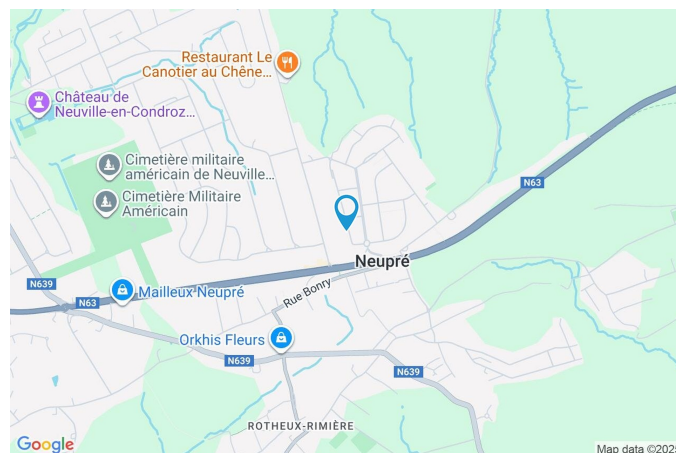 Restaurant Le
Canotier au Chêne...
Château de
Neuville-en-Condroz...
Cimetière militaire
américain de Neuville...
N63
Cimetière Militaire
Américain
Neupré
N639
Mailleux Neupré
N63
Rue Bonry
Orkhis Fleurs
N639
N639
ROTHEUX-RIMIÈRE
Google
Map data ©2025